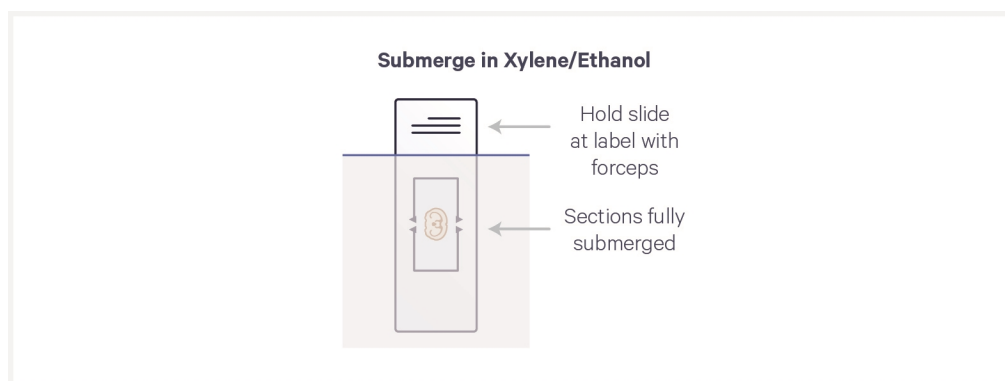 Submerge in Xylene/Ethanol
Hold slide
at label with
forceps
Sections fully
submerged